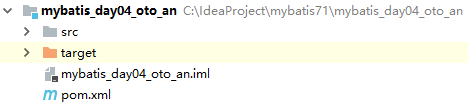 mybatis_day04_oto_an C:\IdeaProject\mybatis71\mybatis_day04_oto_an
src
target
mybatis_day04_oto_an.iml
pom.xml